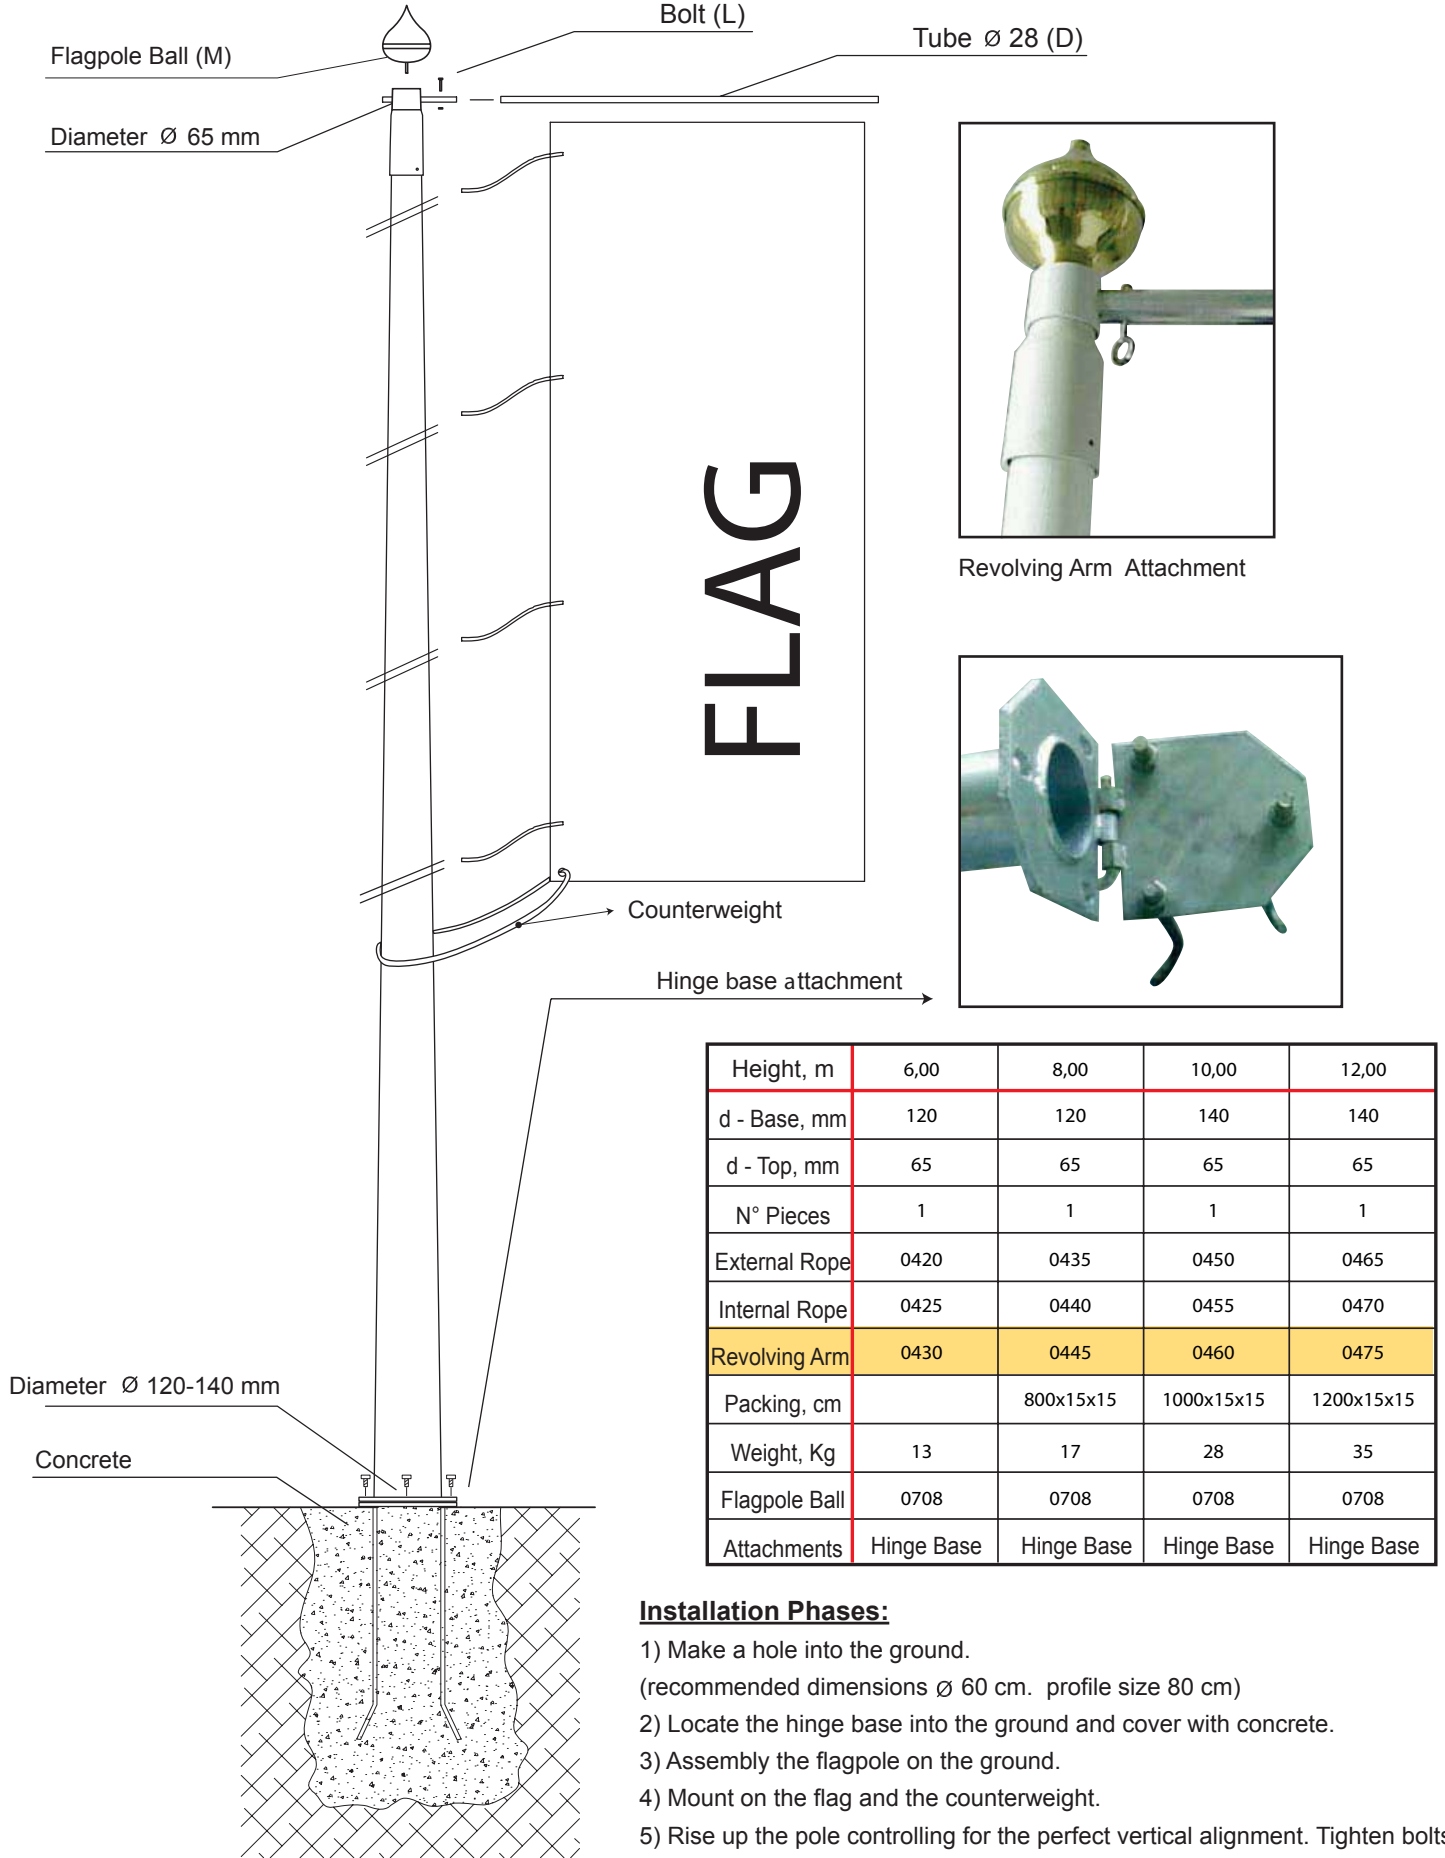 Bolt (L)
Tube Ø 28 (D)
Flagpole Ball (M)
Diameter Ø 65 mm
FLAG
Revolving Arm Attachment
Counterweight
Hinge base attachment
Height, m 6,00 8,00 10,00 12,00
d - Base, mm 120 120 140 140
d - Top, mm 65 65 65 65
N° Pieces 1 1 1 1
External Rope 0420 0435 0450 0465
Internal Rope 0425 0440 0455 0470
Revolving Arm 0430 0445 0460 0475
Packing, cm 800x15x15 1000x15x15 1200x15x15
Weight, Kg 13 17 28 35
Flagpole Ball 0708 0708 0708 0708
Attachments Hinge Base Hinge Base Hinge Base Hinge Base
Diameter Ø 120-140 mm
Concrete
Installation Phases:
1) Make a hole into the ground.
(recommended dimensions Ø 60 cm. profile size 80 cm)
2) Locate the hinge base into the ground and cover with concrete.
3) Assembly the flagpole on the ground.
4) Mount on the flag and the counterweight.
5) Rise up the pole controlling for the perfect vertical alignment. Tighten bolts